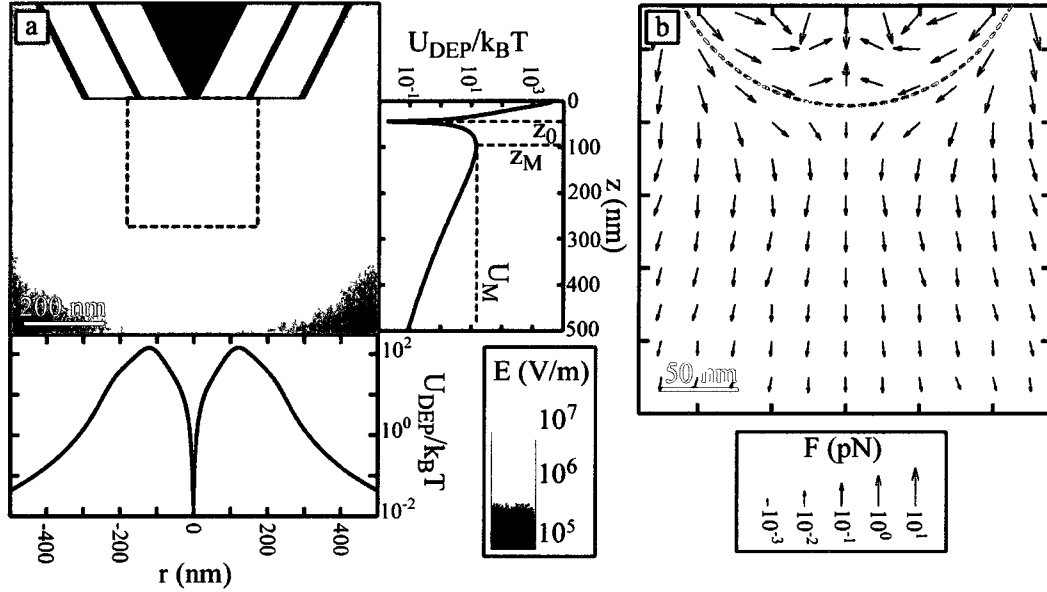 a
U_DEP/k_BT
10^-1 10^1 10^3
0
z_0
z_M
100
200
300
400
500
z (nm)
U_M
200 nm
10^2
10^0
10^-2
U_DEP/k_BT
-400 -200 0 200 400
r (nm)
E (V/m)
10^7
10^6
10^5
b
50 nm
F (pN)
10^-3 10^-2 10^-1 10^0 10^1